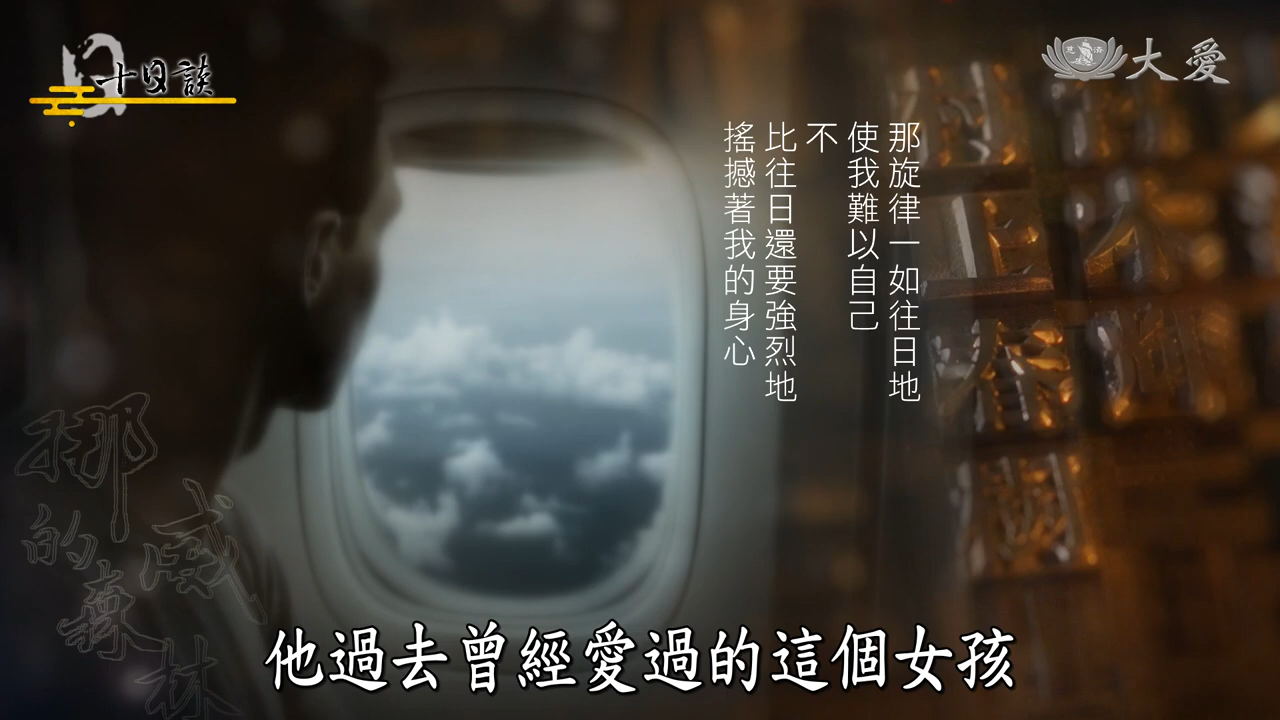 十日談
大愛
那旋律一如往日地
使我難以自己
不
比往日還要強烈地
搖撼著我的身心
挪威
的森林
他過去曾經愛過的這個女孩